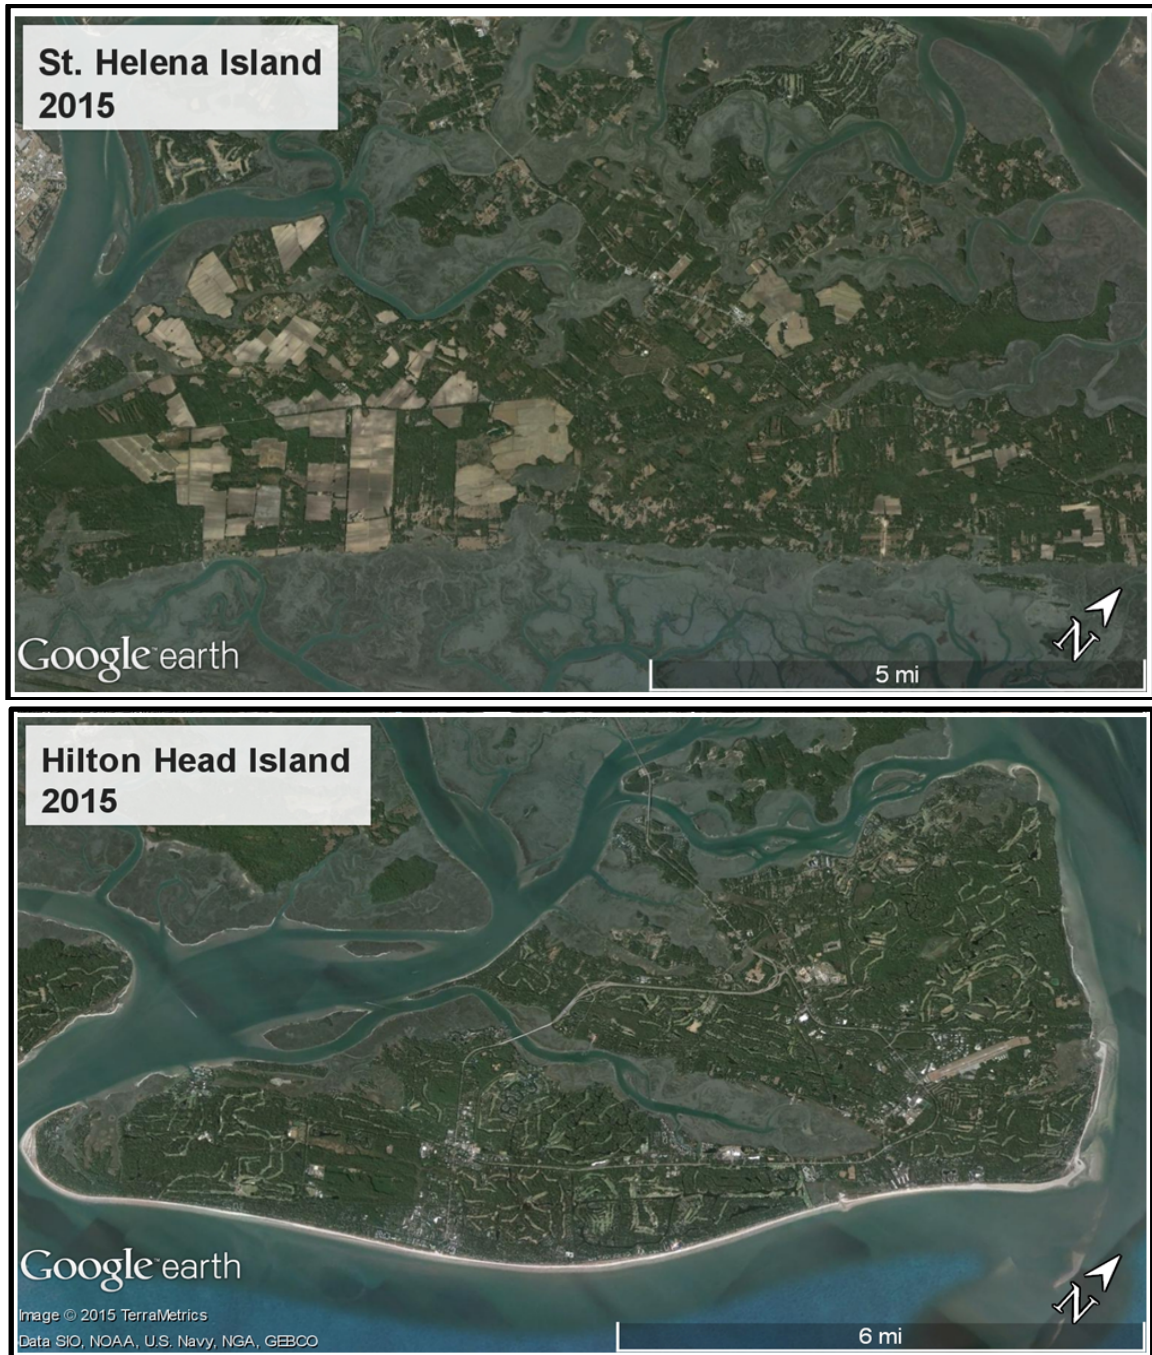 St. Helena Island
2015
Google earth
N
5 mi
Hilton Head Island
2015
Google earth
Image © 2015 TerraMetrics
Data SIO, NOAA, U.S. Navy, NGA, GEBCO
N
6 mi